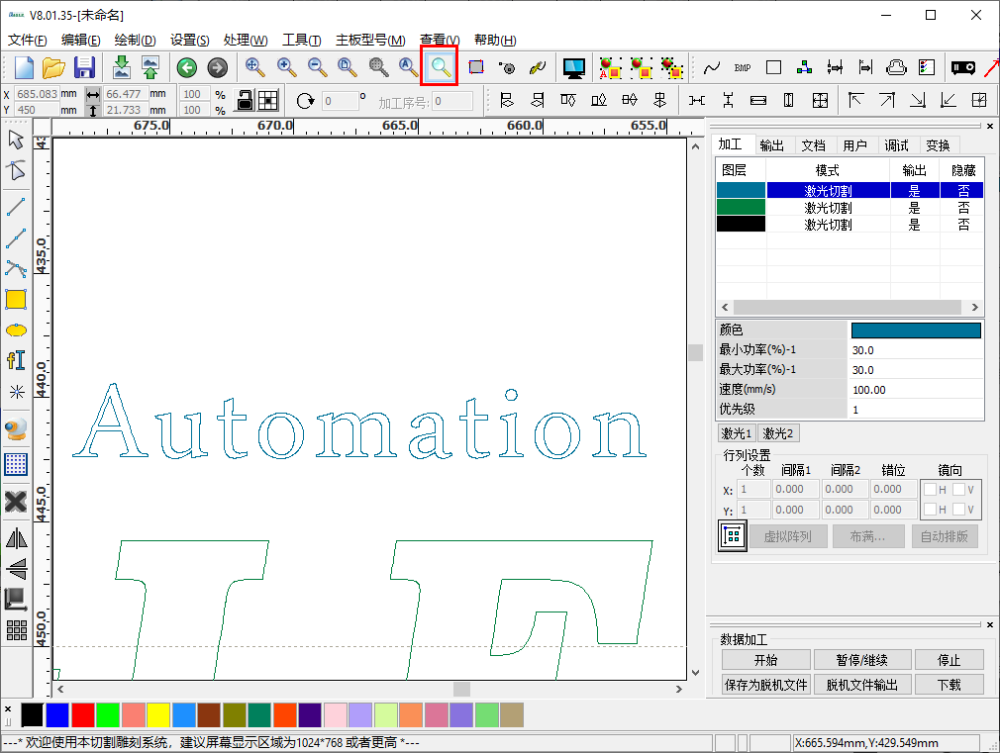 V8.01.35-[未命名]
文件(F) 编辑(E) 绘制(D) 设置(S) 处理(W) 工具(T) 主板型号(M) 查看(V) 帮助(H)
A BMP
X 685.083 mm 66.477 mm 100 %
Y 450 mm 21.733 mm 100 %
0 ° 加工序号: 0
675.0 670.0 665.0 660.0 655.0
435.0
440.0
445.0
450.0
Automation
加工 输出 文档 用户 调试 变换
图层 模式 输出 隐藏
激光切割 是 否
激光切割 是 否
激光切割 是 否
颜色
最小功率(%)-1 30.0
最大功率(%)-1 30.0
速度(mm/s) 100.00
优先级 1
激光1 激光2
行列设置
个数 间隔1 间隔2 错位 镜向
X: 1 0.000 0.000 0.000 H V
Y: 1 0.000 0.000 0.000 H V
虚拟阵列 布满... 自动排版
数据加工
开始 暂停/继续 停止
保存为脱机文件 脱机文件输出 下载
---* 欢迎使用本切割雕刻系统，建议屏幕显示区域为1024*768 或者更高 *---
X:665.594mm,Y:429.549mm